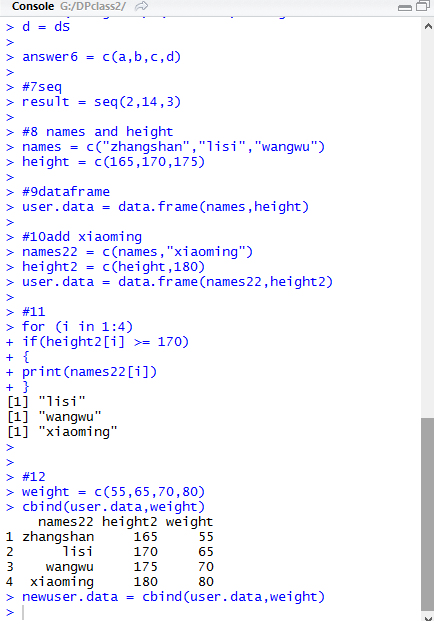 Console G:/DPclass2/
> d = ds
>
> answer6 = c(a,b,c,d)
>
> #7seq
> result = seq(2,14,3)
>
> #8 names and height
> names = c("zhangshan","lisi","wangwu")
> height = c(165,170,175)
>
> #9dataframe
> user.data = data.frame(names,height)
>
> #10add xiaoming
> names22 = c(names,"xiaoming")
> height2 = c(height,180)
> user.data = data.frame(names22,height2)
>
> #11
> for (i in 1:4)
+ if(height2[i] >= 170)
+ {
+ print(names22[i])
+ }
[1] "lisi"
[1] "wangwu"
[1] "xiaoming"
>
>
> #12
> weight = c(55,65,70,80)
> cbind(user.data,weight)
    names22 height2 weight
1 zhangshan     165     55
2      lisi     170     65
3    wangwu     175     70
4  xiaoming     180     80
> newuser.data = cbind(user.data,weight)
>